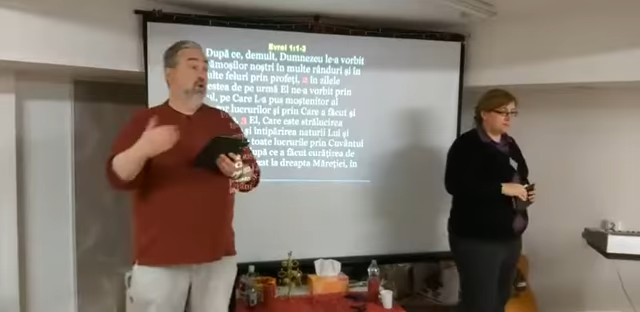 Evrei 1:1-3
După ce, demult, Dumnezeu le-a vorbit
noștri în multe rânduri și în
feluri prin profeți, 2 în zilele
de pe urmă El ne-a vorbit prin
pe Care L-a pus moștenitor al
lucrurilor și prin Care a făcut și
3 El, Care este strălucirea
și întipărirea naturii Lui și
toate lucrurile prin Cuvântul
după ce a făcut curățirea de
la dreapta Măreției, în